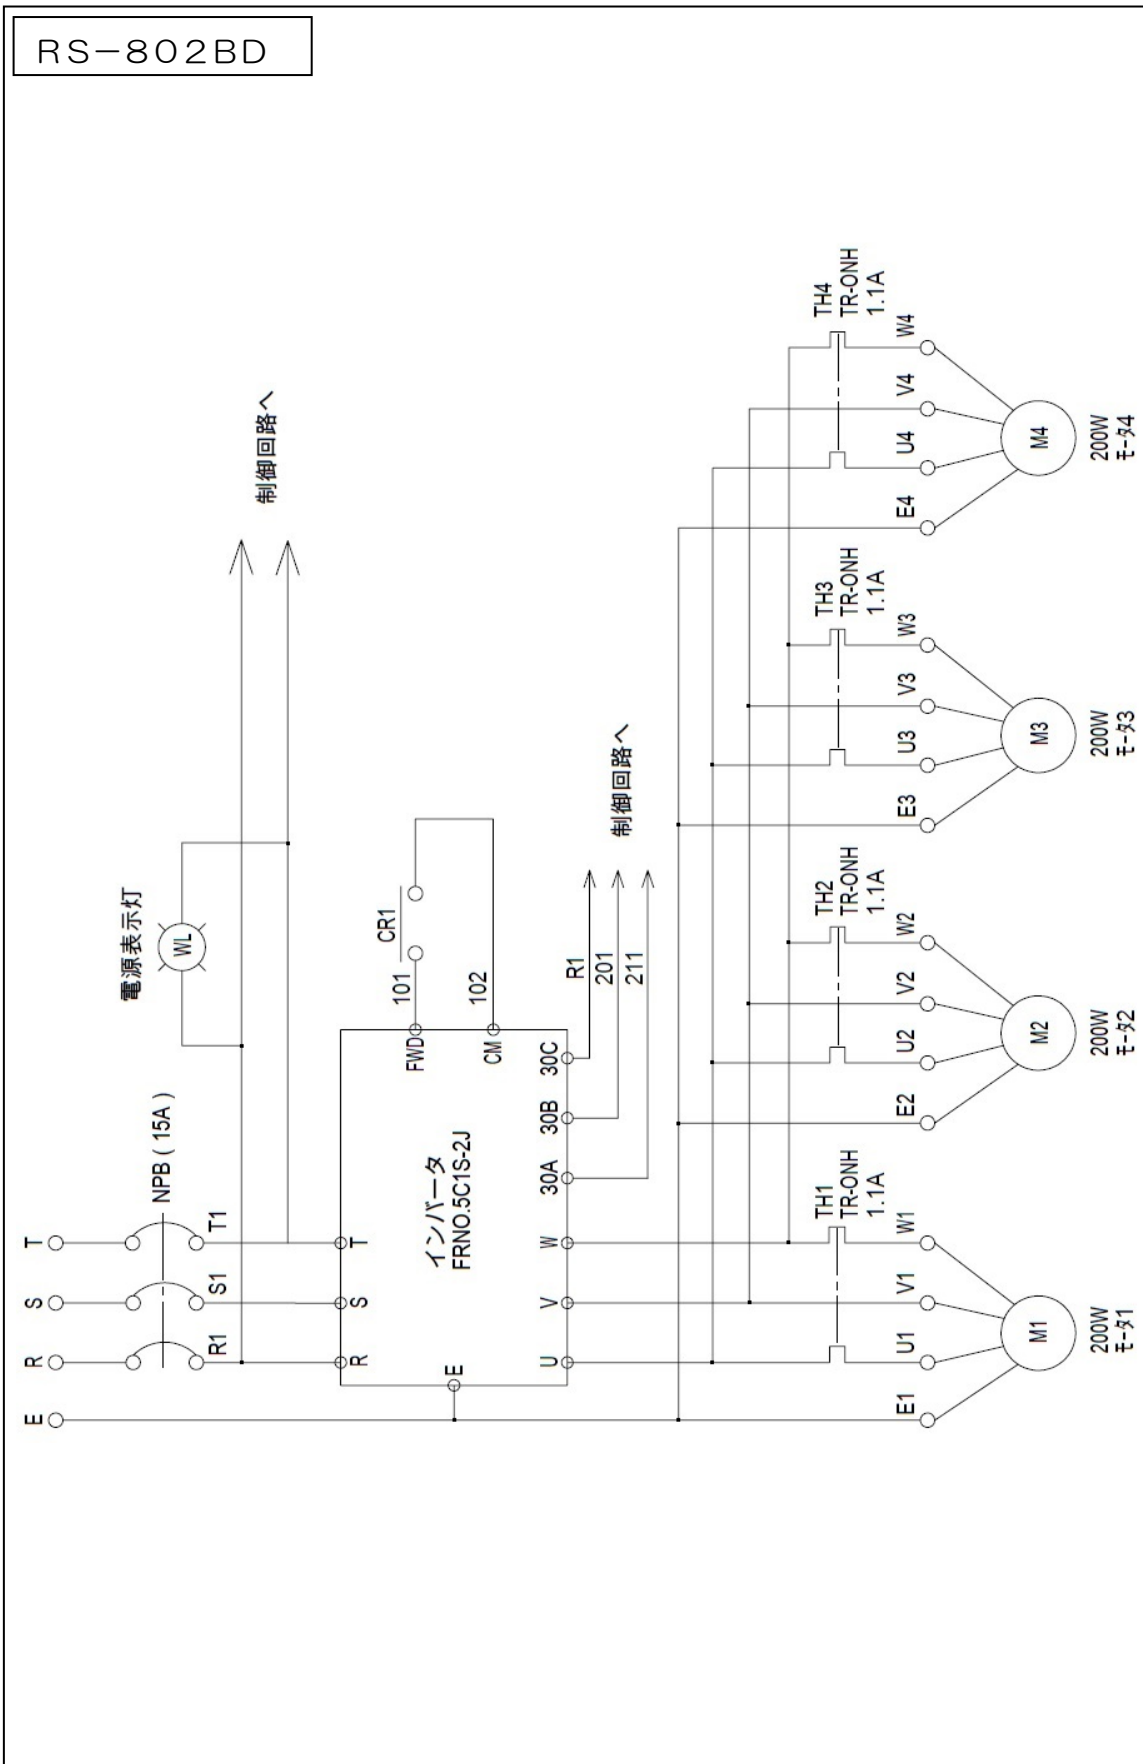 RS−802BD
E
R
S
T
NPB ( 15A )
R1
S1
T1
電源表示灯
WL
制御回路へ
R
S
T
E
インバータ
FRNO.5C1S-2J
FWD
CM
101
102
CR1
U
V
W
30A
30B
30C
R1
201
211
制御回路へ
TH1
TR-ONH
1.1A
E1
U1
V1
W1
M1
200W
モータ1
TH2
TR-ONH
1.1A
E2
U2
V2
W2
M2
200W
モータ2
TH3
TR-ONH
1.1A
E3
U3
V3
W3
M3
200W
モータ3
TH4
TR-ONH
1.1A
E4
U4
V4
W4
M4
200W
モータ4